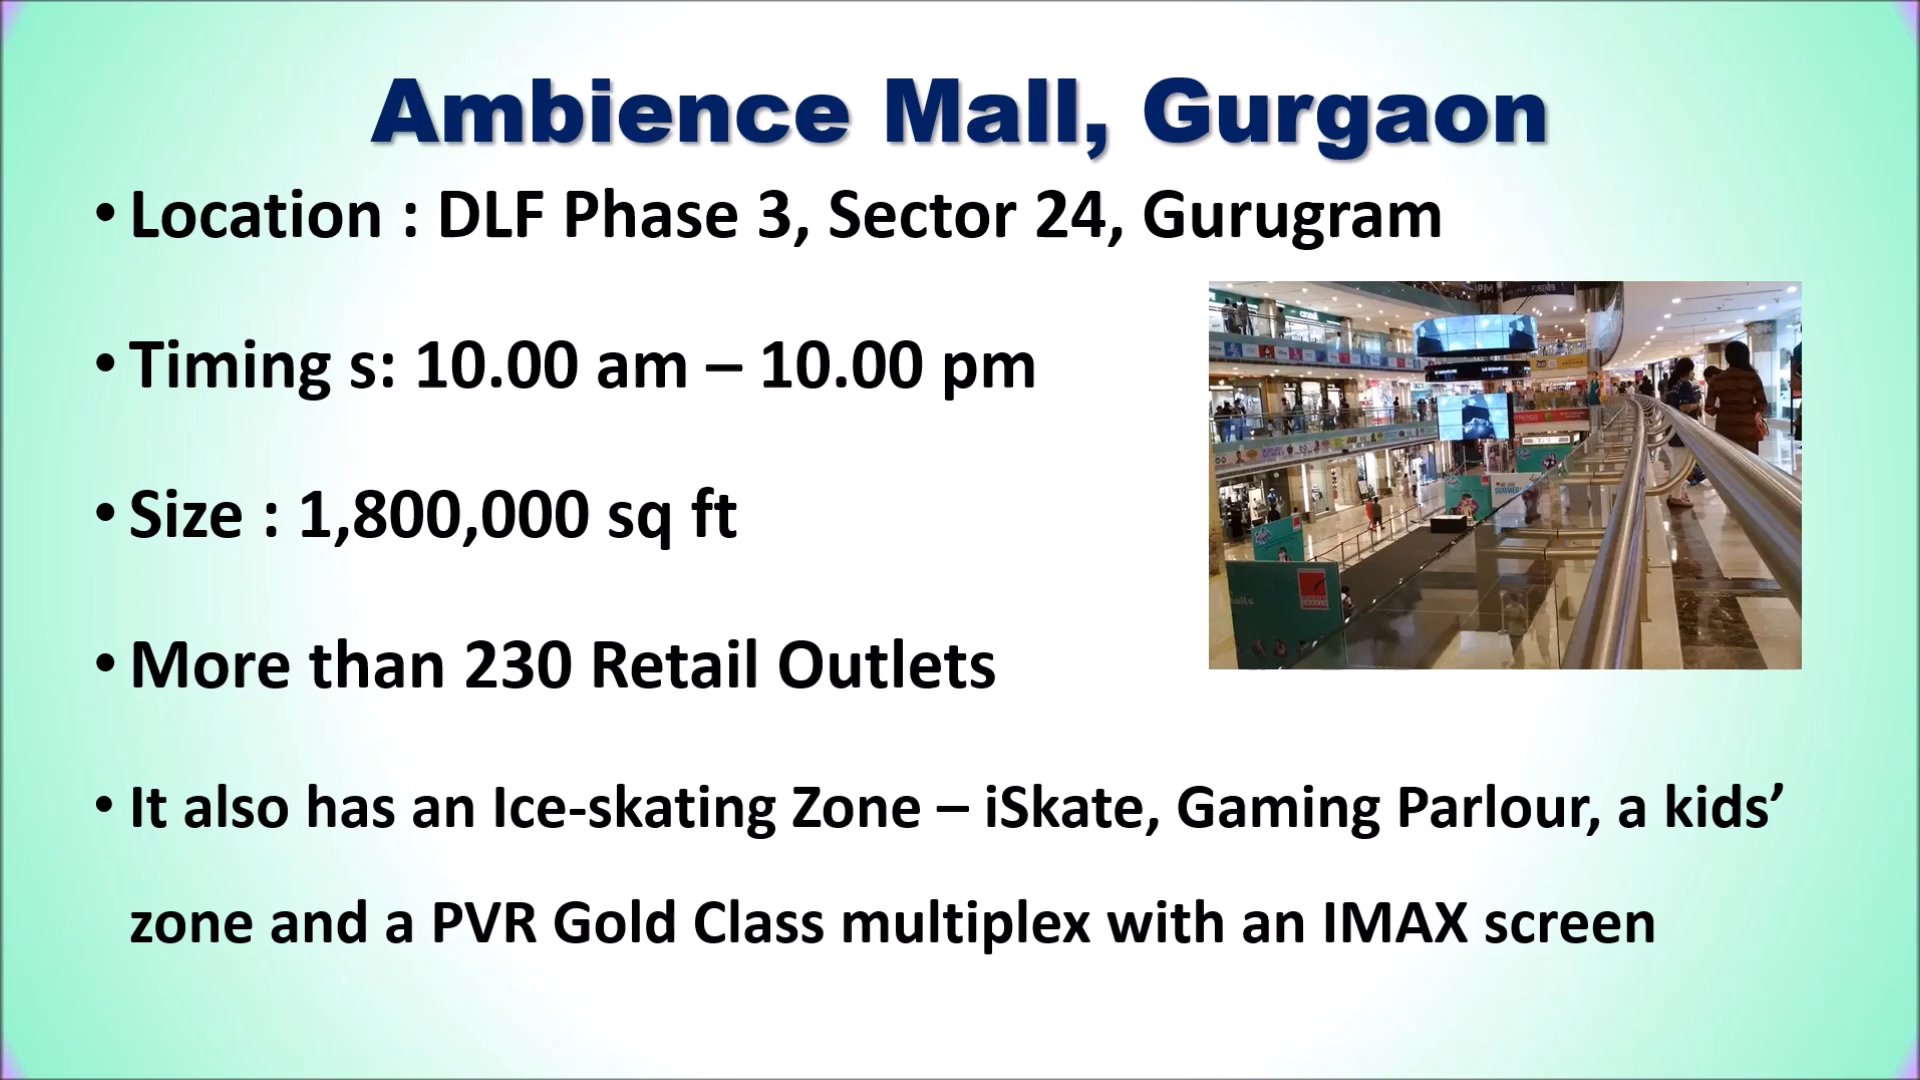 Ambience Mall, Gurgaon
• Location : DLF Phase 3, Sector 24, Gurugram
• Timing s: 10.00 am – 10.00 pm
• Size : 1,800,000 sq ft
• More than 230 Retail Outlets
• It also has an Ice-skating Zone – iSkate, Gaming Parlour, a kids’
zone and a PVR Gold Class multiplex with an IMAX screen